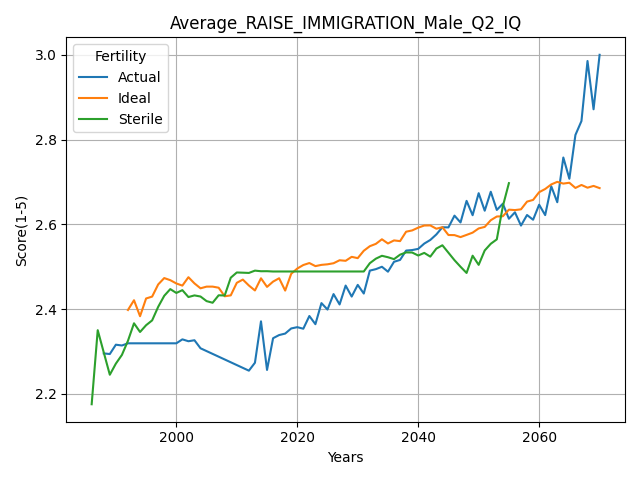 Average_RAISE_IMMIGRATION_Male_Q2_IQ
Fertility
Actual
Ideal
Sterile
Score(1-5)
3.0
2.8
2.6
2.4
2.2
2000 2020 2040 2060
Years